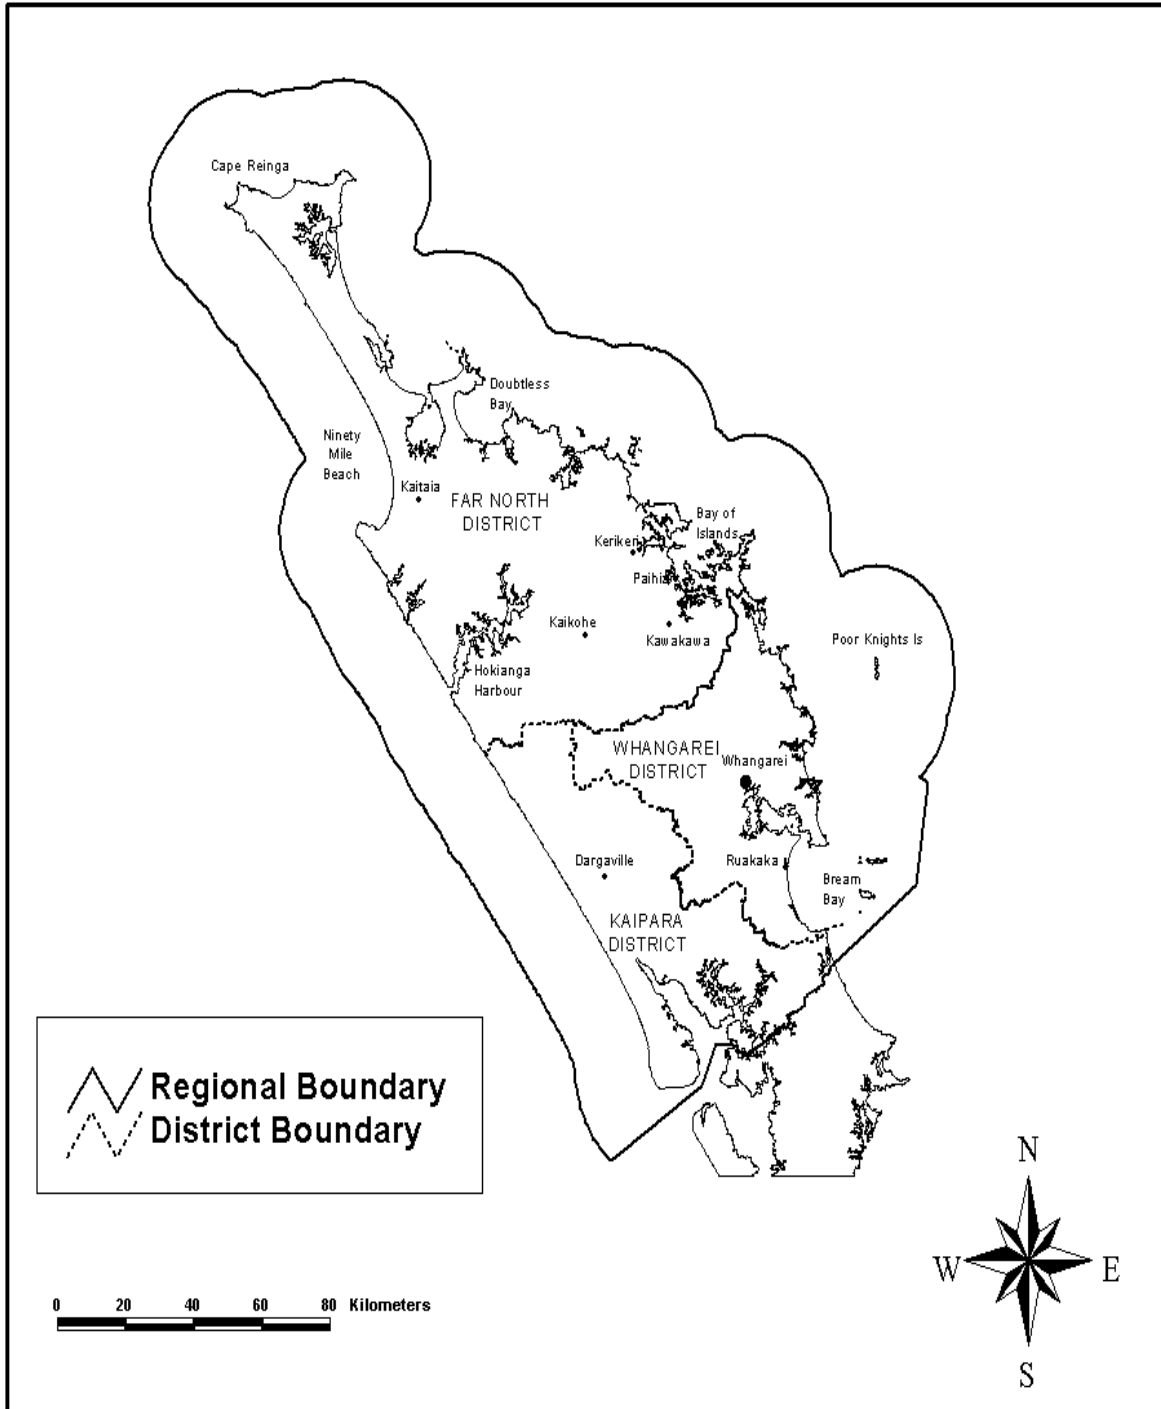 Cape Reinga
Doubtless
Bay
Ninety
Mile
Beach
Kaitaia
FAR NORTH
DISTRICT
Bay of
Islands
Kerikeri
Paihia
Kaikohe
Kawakawa
Poor Knights Is
Hokianga
Harbour
WHANGAREI
DISTRICT
Whangarei
Dargaville
Ruakaka
Bream
Bay
KAIPARA
DISTRICT
Regional Boundary
District Boundary
N
W
E
S
0 20 40 60 80 Kilometers